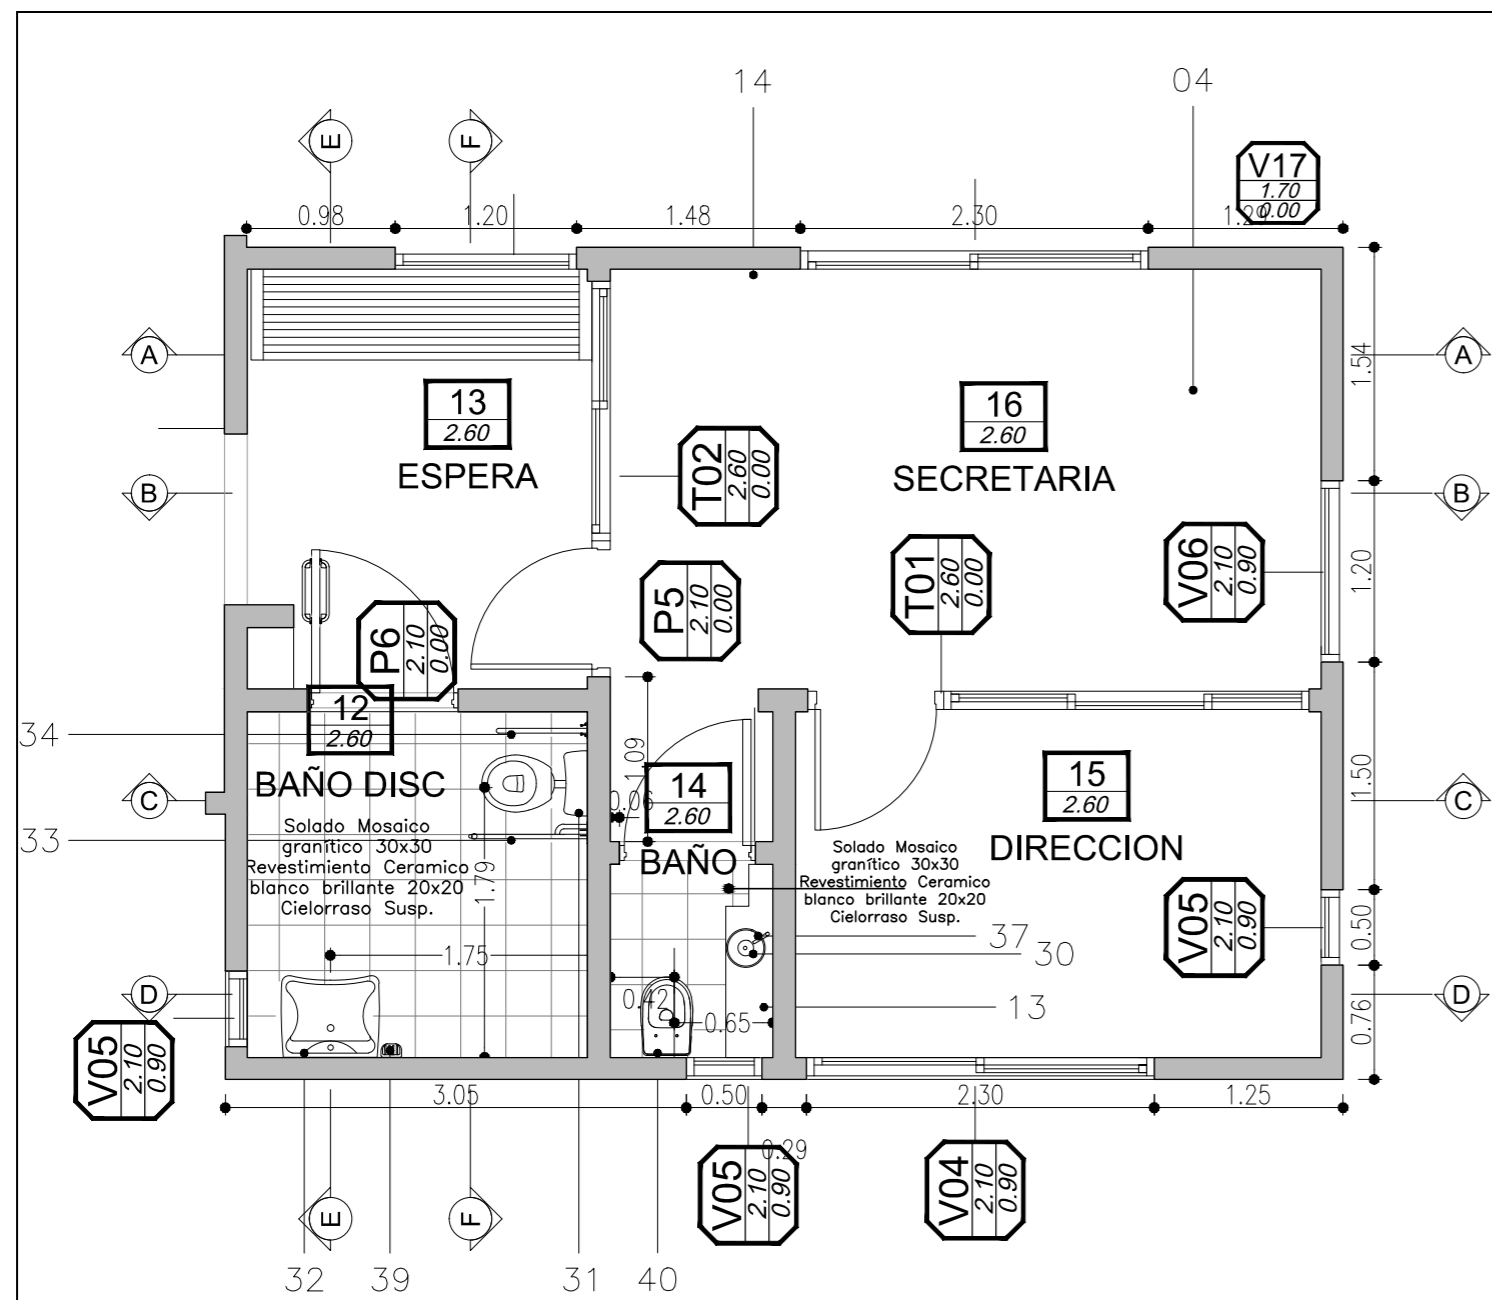 14
04
E
F
V17
1.70
0.00
0.98
1.20
1.48
2.30
1.29
A
A
1.54
13
2.60
ESPERA
16
2.60
SECRETARIA
T02
2.60
0.00
B
B
V06
2.10
0.90
T01
2.60
0.00
P5
2.10
0.00
P6
2.10
0.00
1.20
12
2.60
34
BAÑO DISC
1.09
14
2.60
0.06
15
2.60
1.50
C
C
33
Solado Mosaico
granítico 30x30
Revestimiento Ceramico
blanco brillante 20x20
Cielorraso Susp.
1.79
BAÑO
Solado Mosaico
granítico 30x30
Revestimiento Ceramico
blanco brillante 20x20
Cielorraso Susp.
DIRECCION
V05
2.10
0.90
0.50
37
30
1.75
D
D
0.42
0.65
13
0.76
V05
2.10
0.90
3.05
0.50
2.30
1.25
0.29
V05
2.10
0.90
V04
2.10
0.90
E
F
32
39
31
40